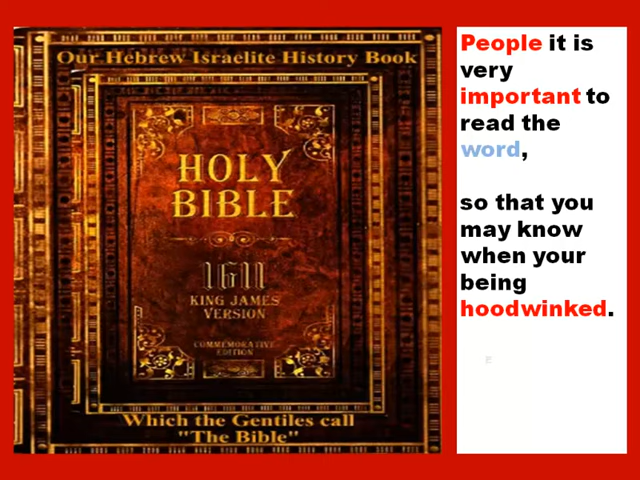 Our Hebrew Israelite History Book
HOLY
BIBLE
1611
KING JAMES
VERSION
COMMEMORATIVE
EDITION
Which the Gentiles call
"The Bible"
People it is
very
important to
read the
word,
so that you
may know
when your
being
hoodwinked.